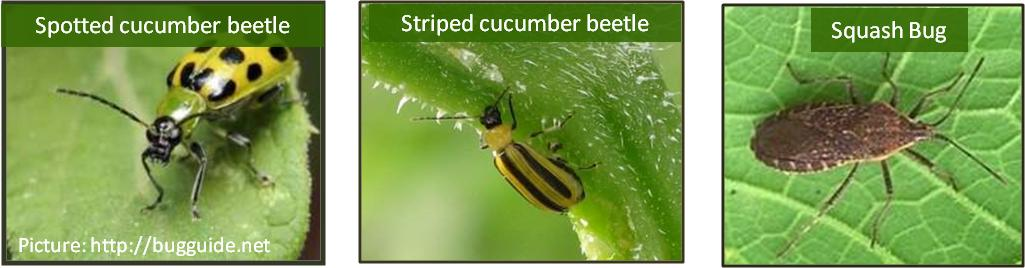 Spotted cucumber beetle
Striped cucumber beetle
Squash Bug
Picture: http://bugguide.net